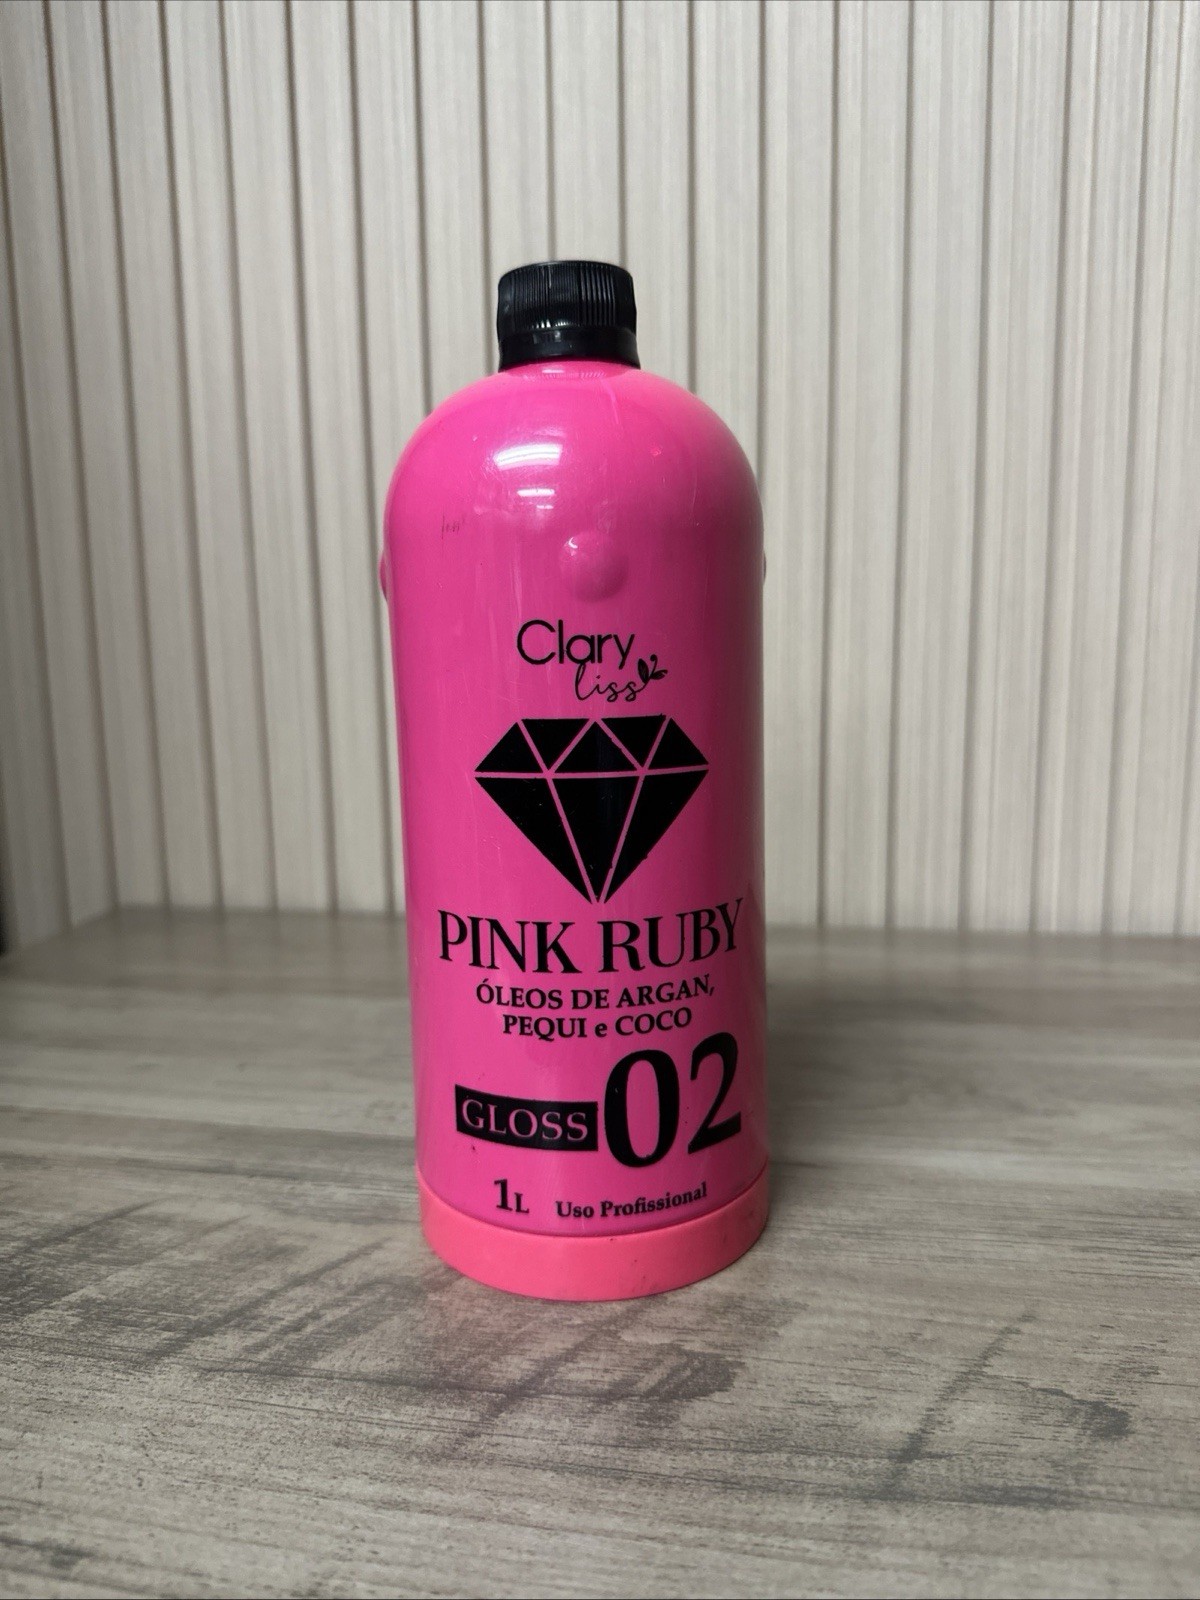 Clary
liss
PINK RUBY
ÓLEOS DE ARGAN,
PEQUI e COCO
GLOSS 02
1L Uso Profissional